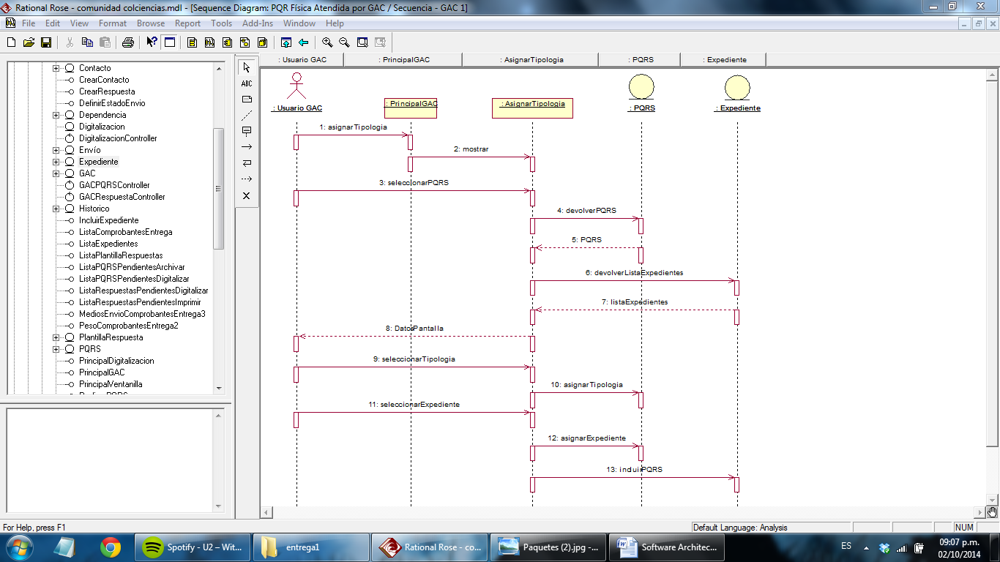 Rational Rose - comunidad colciencias.mdl - [Sequence Diagram: PQR Física Atendida por GAC / Secuencia - GAC 1]
File Edit View Format Browse Report Tools Add-Ins Window Help
ABC
: Usuario GAC : PrincipalGAC : AsignarTipologia : PQRS : Expediente
Contacto
CrearContacto
CrearRespuesta
DefinirEstadoEnvio
Dependencia
Digitalizacion
DigitalizacionController
Envío
Expediente
GAC
GACPQRSController
GACRespuestaController
Historico
IncluirExpediente
ListaComprobantesEntrega
ListaExpedientes
ListaPlantillaRespuestas
ListaPQRSPendientesArchivar
ListaPQRSPendientesDigitalizar
ListaRespuestasPendientesDigitalizar
ListaRespuestasPendientesImprimir
MediosEnvioComprobantesEntrega3
PesoComprobantesEntrega2
PlantillaRespuesta
PQRS
PrincipalDigitalizacion
PrincipalGAC
PrincipalVentanilla
: Usuario GAC
: PrincipalGAC
: AsignarTipologia
: PQRS
: Expediente
1: asignarTipologia
2: mostrar
3: seleccionarPQRS
4: devolverPQRS
5: PQRS
6: devolverListaExpedientes
7: listaExpedientes
8: DatosPantalla
9: seleccionarTipologia
10: asignarTipologia
11: seleccionarExpediente
12: asignarExpediente
13: incluirPQRS
For Help, press F1
Default Language: Analysis
NUM
Spotify - U2 – Wit...
entrega1
Rational Rose - co...
Paquetes (2).jpg -...
Software Architec...
ES
09:07 p.m.
02/10/2014